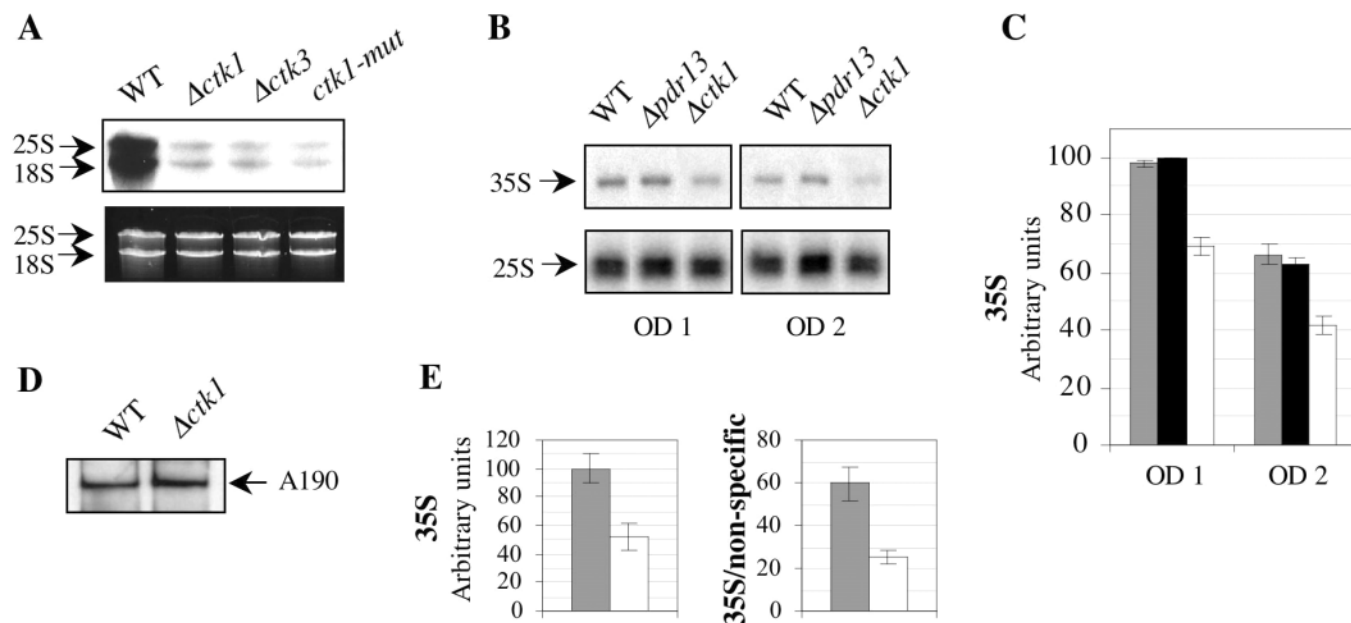 A
WT Δctk1 Δctk3 ctk1-mut
25S
18S
25S
18S
B
WT Δpdr13 Δctk1 WT Δpdr13 Δctk1
35S
25S
OD 1 OD 2
C
35S
Arbitrary units
100
80
60
40
20
0
OD 1 OD 2
D
WT Δctk1
A190
E
35S
Arbitrary units
120
100
80
60
40
20
0
35S/non-specific
80
60
40
20
0